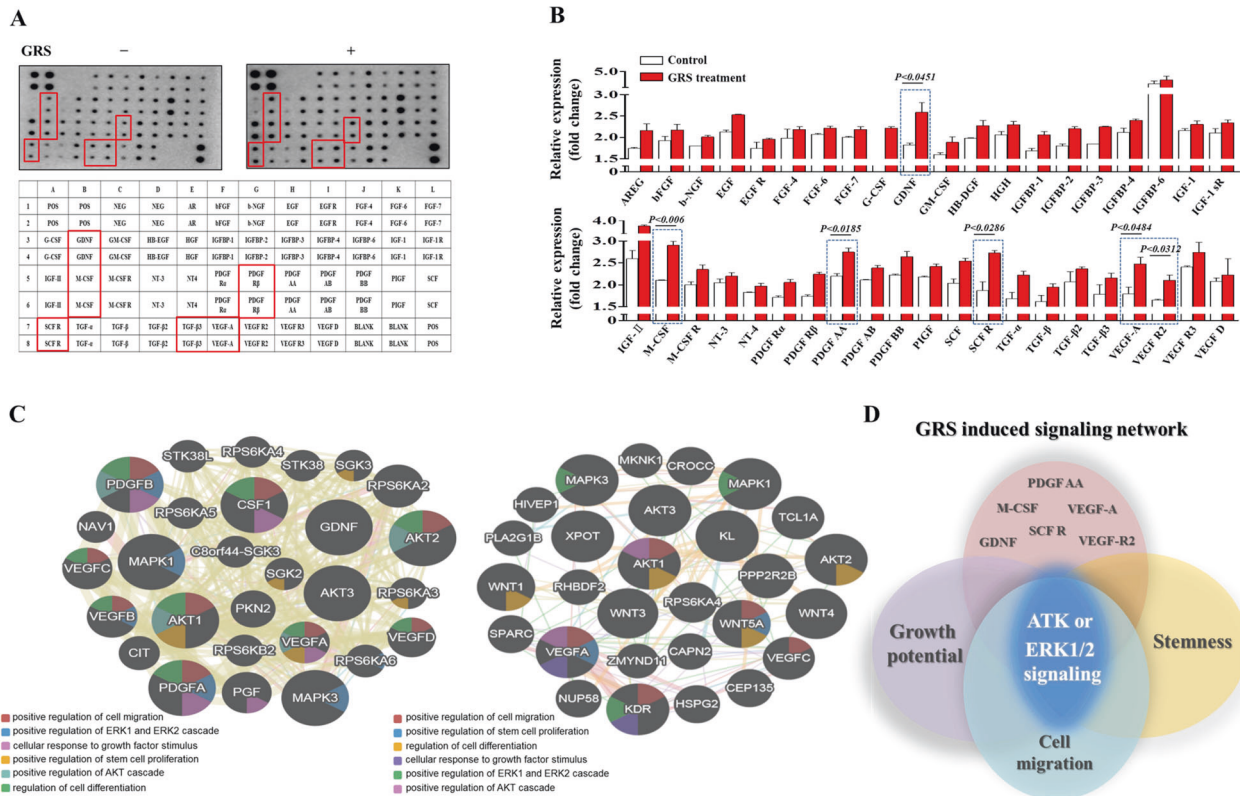 A
GRS
−
+
A B C D E F G H I J K L
1 POS POS NEG NEG AR bFGF b-NGF EGF EGF R FGF-4 FGF-6 FGF-7
2 POS POS NEG NEG AR bFGF b-NGF EGF EGF R FGF-4 FGF-6 FGF-7
3 G-CSF GDNF GM-CSF HB-EGF HGF IGFBP-1 IGFBP-2 IGFBP-3 IGFBP-4 IGFBP-6 IGF-1 IGF-1R
4 G-CSF GDNF GM-CSF HB-EGF HGF IGFBP-1 IGFBP-2 IGFBP-3 IGFBP-4 IGFBP-6 IGF-1 IGF-1R
5 IGF-II M-CSF M-CSF R NT-3 NT4 PDGF Rα PDGF Rβ PDGF AA PDGF AB PDGF BB PIGF SCF
6 IGF-II M-CSF M-CSF R NT-3 NT4 PDGF Rα PDGF Rβ PDGF AA PDGF AB PDGF BB PIGF SCF
7 SCF R TGF-α TGF-β TGF-β2 TGF-β3 VEGF-A VEGF R2 VEGF R3 VEGF D BLANK BLANK POS
8 SCF R TGF-α TGF-β TGF-β2 TGF-β3 VEGF-A VEGF R2 VEGF R3 VEGF D BLANK BLANK POS
B
Control
GRS treatment
Relative expression
(fold change)
5.0
3.0
2.5
2.0
1.5
0
P<0.0451
AREG bFGF b-NGF EGF EGF R FGF-4 FGF-6 FGF-7 G-CSF GDNF GM-CSF HB-DGF HGH IGFBP-1 IGFBP-2 IGFBP-3 IGFBP-4 IGFBP-6 IGF-1 IGF-1 sR
Relative expression
(fold change)
4.0
3.0
2.5
2.0
1.5
0
P<0.006
P<0.0185
P<0.0286
P<0.0484
P<0.0312
IGF-II M-CSF M-CSF R NT-3 NT-4 PDGF Rα PDGF Rβ PDGF AA PDGF AB PDGF BB PIGF SCF SCF R TGF-α TGF-β TGF-β2 TGF-β3 VEGF-A VEGF R2 VEGF R3 VEGF D
C
STK38L
RPS6KA4
STK38
SGK3
RPS6KA2
PDGFB
RPS6KA5
CSF1
GDNF
AKT2
NAV1
C8orf44-SGK3
MAPK1
VEGFC
SGK2
AKT3
RPS6KA3
PKN2
VEGFB
AKT1
VEGFA
VEGFD
CIT
RPS6KB2
RPS6KA6
PDGFA
PGF
MAPK3
positive regulation of cell migration
positive regulation of ERK1 and ERK2 cascade
cellular response to growth factor stimulus
positive regulation of stem cell proliferation
positive regulation of AKT cascade
regulation of cell differentiation
MKNK1
CROCC
MAPK3
MAPK1
HIVEP1
AKT3
TCL1A
PLA2G1B
XPOT
KL
AKT1
AKT2
WNT1
RHBDF2
PPP2R2B
RPS6KA4
WNT3
WNT5A
WNT4
SPARC
VEGFA
ZMYND11
CAPN2
VEGFC
NUP58
KDR
HSPG2
CEP135
positive regulation of cell migration
positive regulation of stem cell proliferation
regulation of cell differentiation
cellular response to growth factor stimulus
positive regulation of ERK1 and ERK2 cascade
positive regulation of AKT cascade
D
GRS induced signaling network
PDGF AA
M-CSF
VEGF-A
SCF R
GDNF
VEGF-R2
Growth
potential
ATK or
ERK1/2
signaling
Stemness
Cell
migration